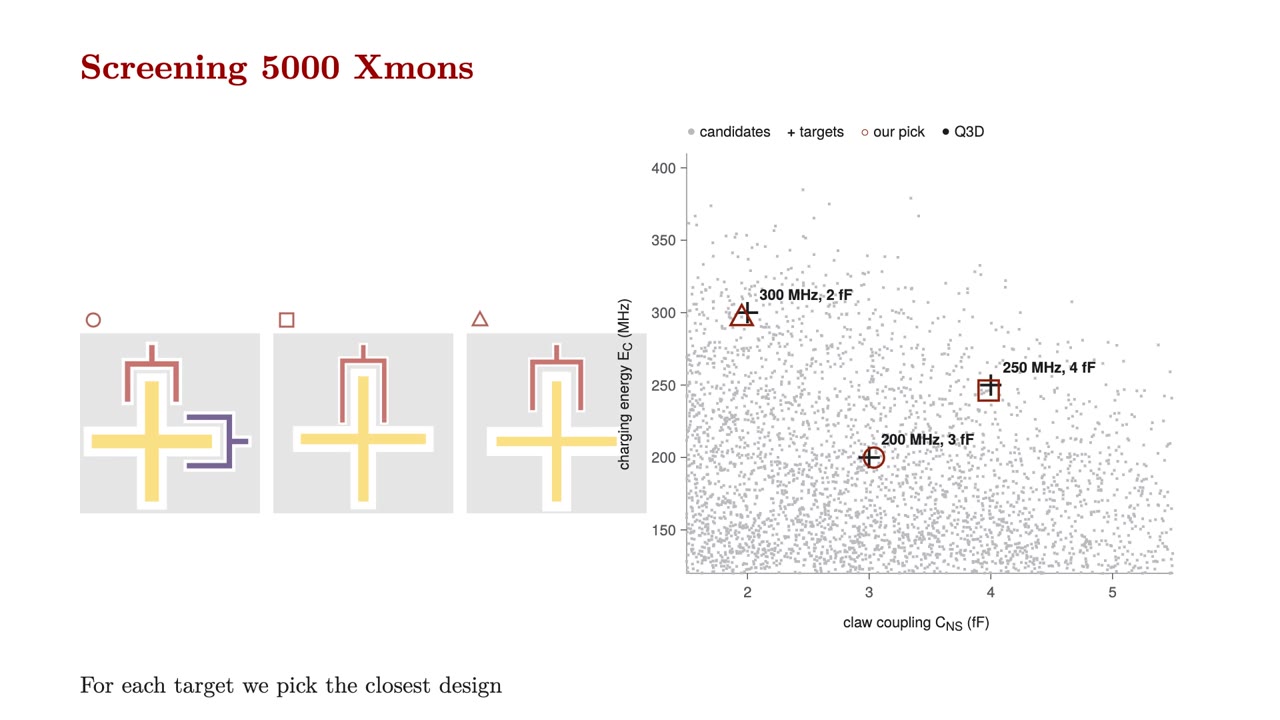 Screening 5000 Xmons
candidates + targets our pick Q3D
400
350
300
250
200
150
charging energy EC (MHz)
300 MHz, 2 fF
250 MHz, 4 fF
200 MHz, 3 fF
2 3 4 5
claw coupling CNS (fF)
For each target we pick the closest design